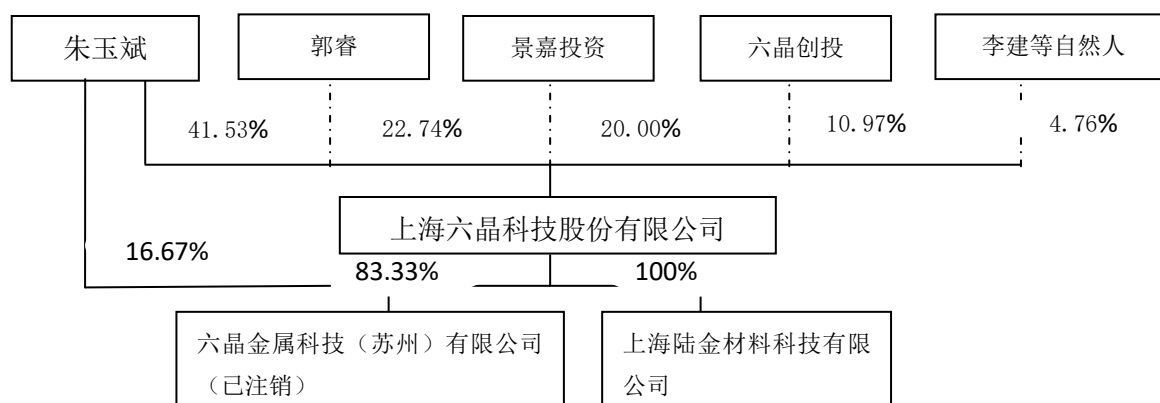 朱玉斌
郭睿
景嘉投资
六晶创投
李建等自然人
41.53%
22.74%
20.00%
10.97%
4.76%
上海六晶科技股份有限公司
16.67%
83.33%
100%
六晶金属科技（苏州）有限公司
（已注销）
上海陆金材料科技有限
公司